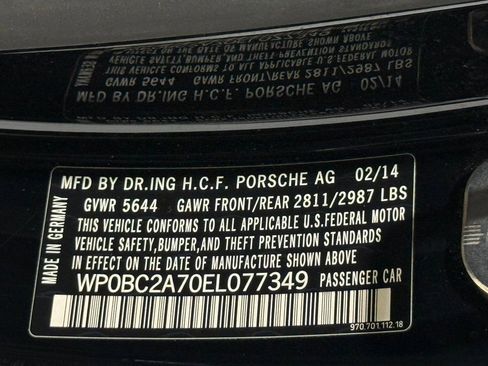 MFD BY DR.ING H.C.F. PORSCHE AG 02/14
GVWR 5644 GAWR FRONT/REAR 2811/2987 LBS
THIS VEHICLE CONFORMS TO ALL APPLICABLE U.S.FEDERAL MOTOR
VEHICLE SAFETY,BUMPER,AND THEFT PREVENTION STANDARDS
IN EFFECT ON THE DATE OF MANUFACTURE SHOWN ABOVE
WP0BC2A70EL077349 PASSENGER CAR
970.701.112.18
MADE IN GERMANY